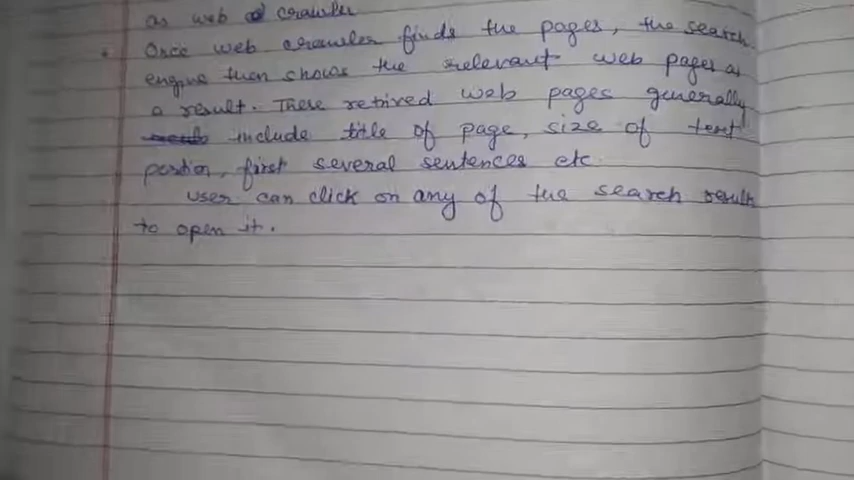 as web crawler
• Once web crawler finds the pages, the search
engine then shows the relevant web pages as
a result. These retrived web pages generally
include title of page, size of text
portion, first several sentences etc.
user can click on any of the search result
to open it.